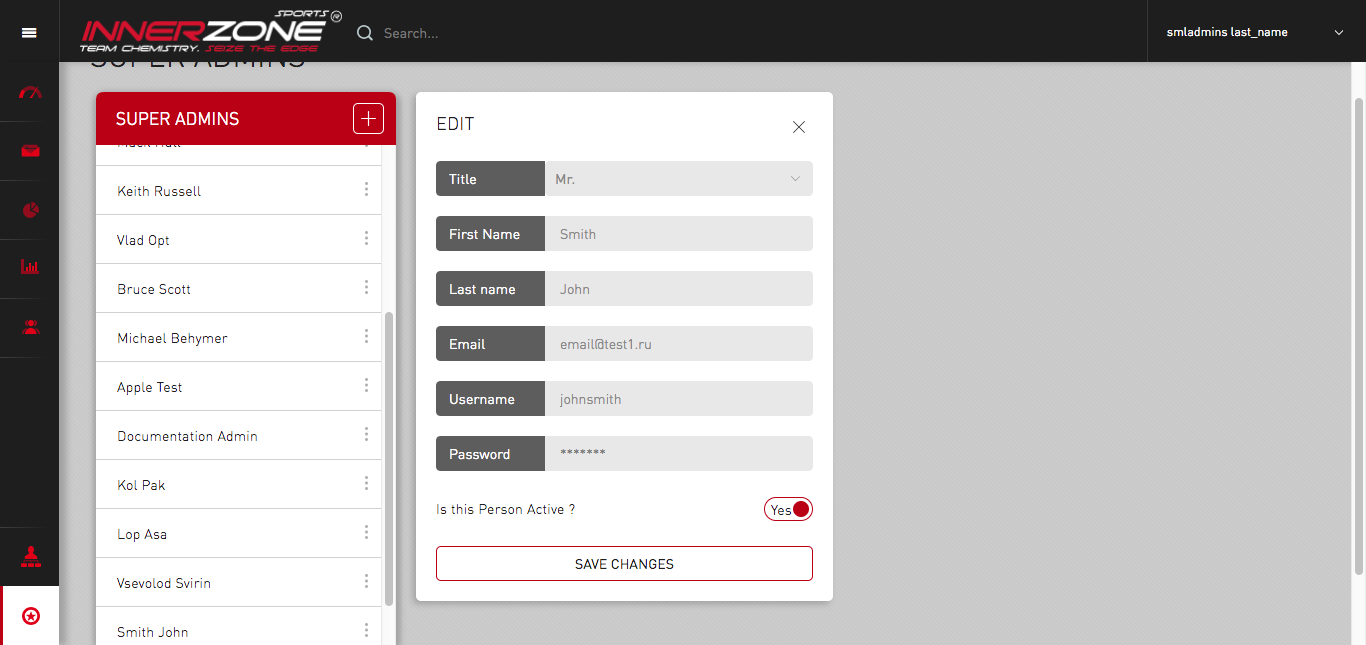 SPORTS ®
INNERZONE
TEAM CHEMISTRY. SEIZE THE EDGE
Search...
smladmins last_name
SUPER ADMINS
SUPER ADMINS
Mack Hall
Keith Russell
Vlad Opt
Bruce Scott
Michael Behymer
Apple Test
Documentation Admin
Kol Pak
Lop Asa
Vsevolod Svirin
Smith John
EDIT
Title Mr.
First Name Smith
Last name John
Email email@test1.ru
Username johnsmith
Password *******
Is this Person Active ? Yes
SAVE CHANGES